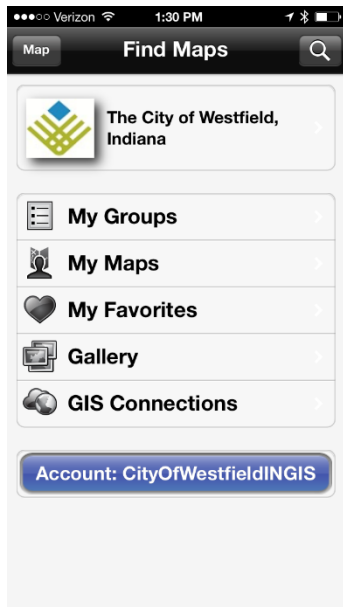 Verizon 1:30 PM
Map Find Maps
The City of Westfield,
Indiana
My Groups
My Maps
My Favorites
Gallery
GIS Connections
Account: CityOfWestfieldINGIS